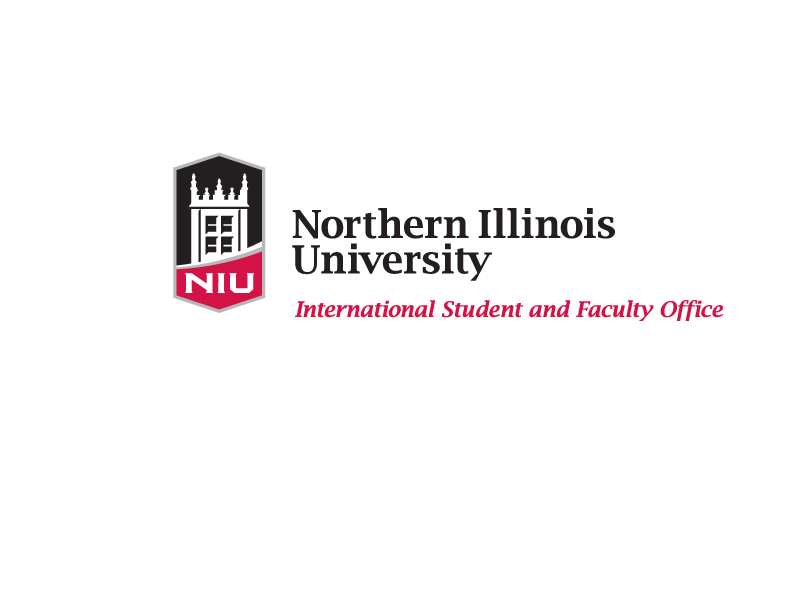 NIU
Northern Illinois
University
International Student and Faculty Office